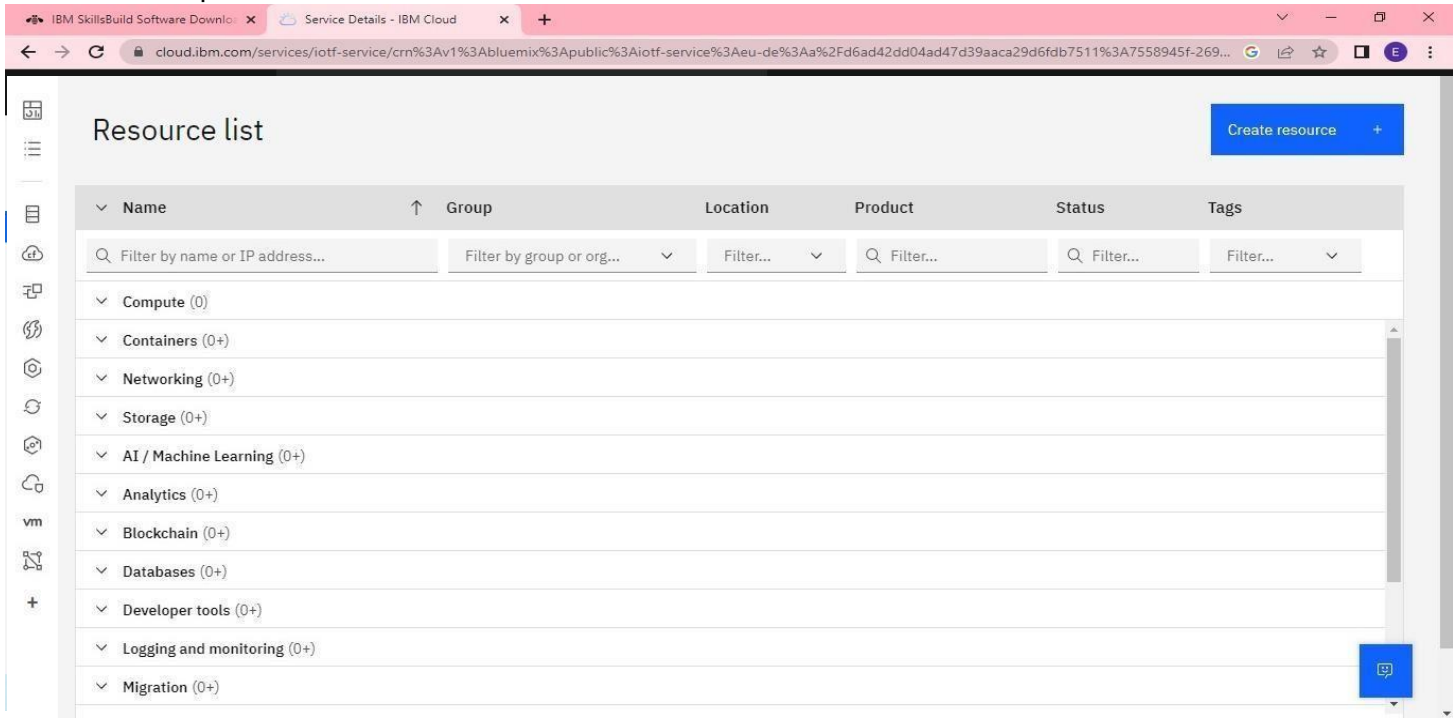 IBM SkillsBuild Software Downlo
Service Details - IBM Cloud
cloud.ibm.com/services/iotf-service/crn%3Av1%3Abluemix%3Apublic%3Aiotf-service%3Aeu-de%3Aa%2Fd6ad42dd04ad47d39aaca29d6fdb7511%3A7558945f-269...
G
E
Resource list
Create resource +
Name Group Location Product Status Tags
Filter by name or IP address... Filter by group or org... Filter... Filter... Filter... Filter...
Compute (0)
Containers (0+)
Networking (0+)
Storage (0+)
AI / Machine Learning (0+)
Analytics (0+)
Blockchain (0+)
Databases (0+)
Developer tools (0+)
Logging and monitoring (0+)
Migration (0+)
cf
vm